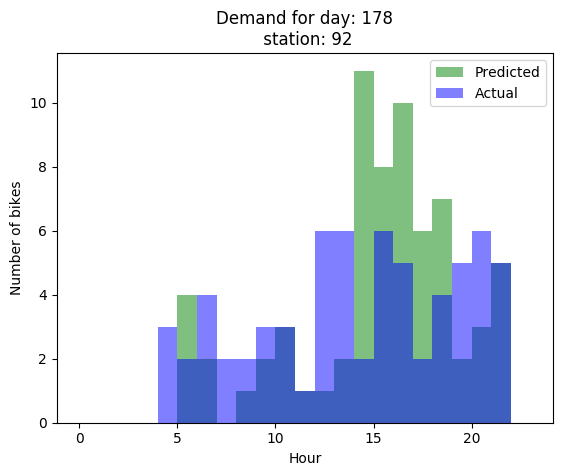 Demand for day: 178
station: 92
Predicted
Actual
Number of bikes
10
8
6
4
2
0
0 5 10 15 20
Hour